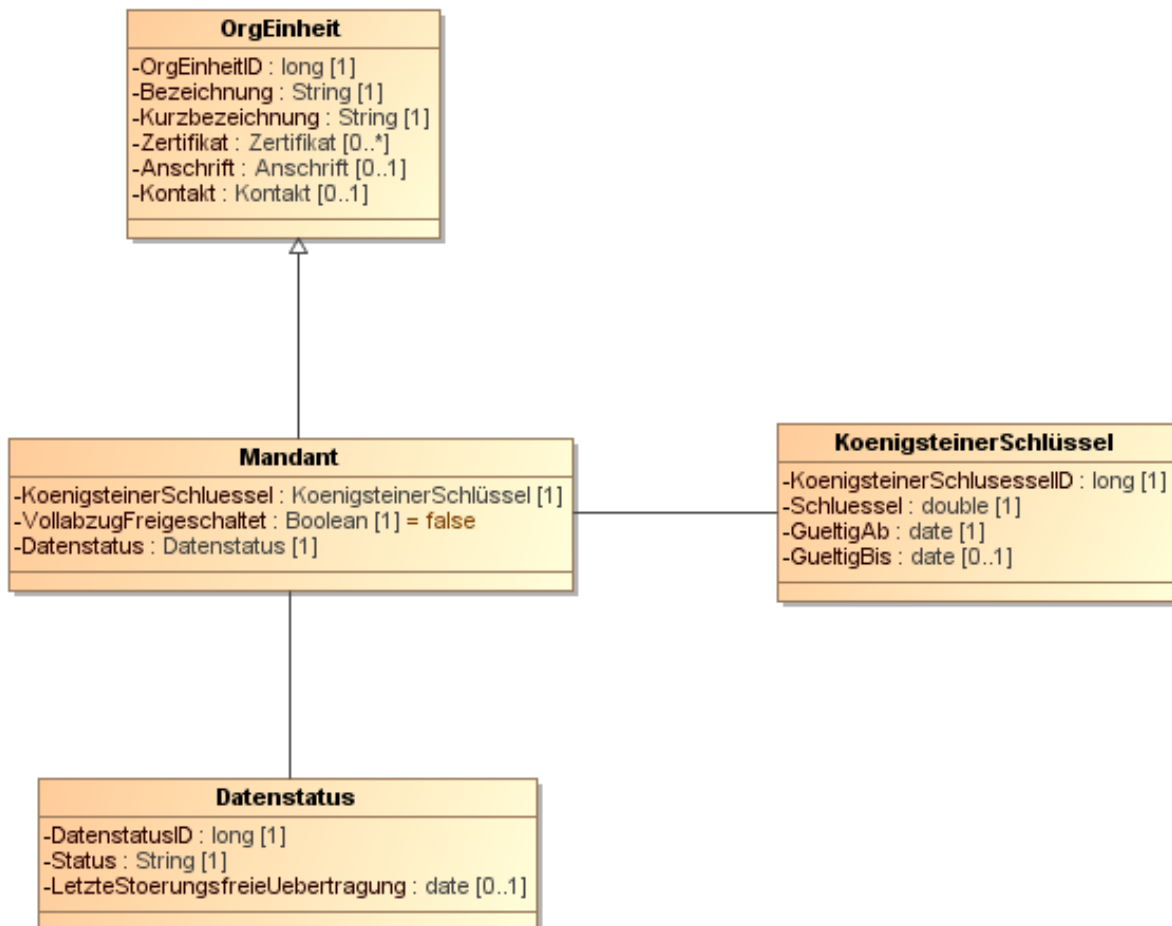 OrgEinheit
-OrgEinheitID : long [1]
-Bezeichnung : String [1]
-Kurzbezeichnung : String [1]
-Zertifikat : Zertifikat [0..*]
-Anschrift : Anschrift [0..1]
-Kontakt : Kontakt [0..1]
Mandant
-KoenigsteinerSchluessel : KoenigsteinerSchlüssel [1]
-VollabzugFreigeschaltet : Boolean [1] = false
-Datenstatus : Datenstatus [1]
KoenigsteinerSchlüssel
-KoenigsteinerSchlusesselID : long [1]
-Schluessel : double [1]
-GueltigAb : date [1]
-GueltigBis : date [0..1]
Datenstatus
-DatenstatusID : long [1]
-Status : String [1]
-LetzteStoerungsfreieUebertragung : date [0..1]